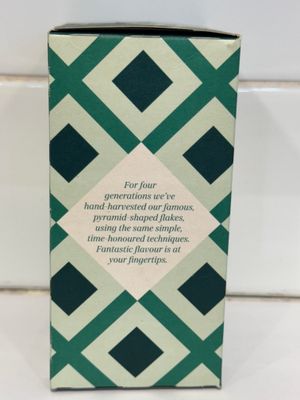 For four
generations we've
hand-harvested our famous,
pyramid-shaped flakes,
using the same simple,
time-honoured techniques.
Fantastic flavour is at
your fingertips.